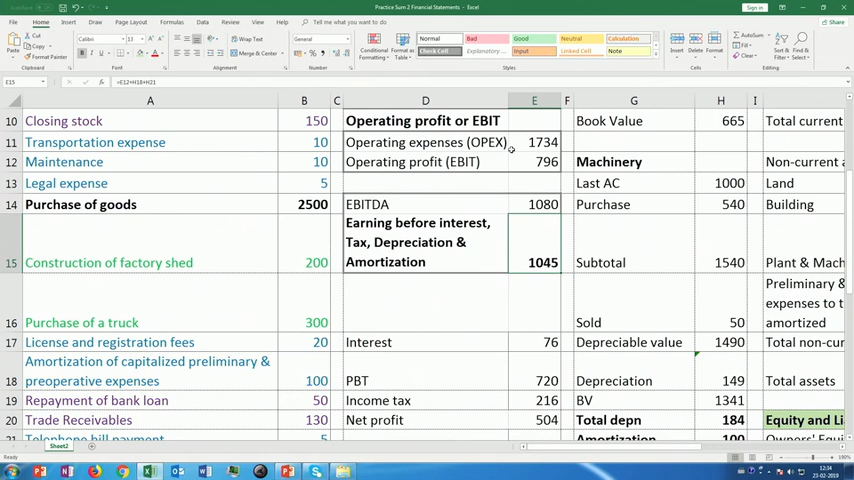 Practice Sum 2 Financial Statements - Excel
Sign in
File Home Insert Draw Page Layout Formulas Data Review View Help Tell me what you want to do
Share
Cut
Copy
Format Painter
Paste
Clipboard
Calibri 13
Font
Wrap Text
Merge & Center
Alignment
Number
Conditional Formatting
Format as Table
Normal Bad Good Neutral Calculation
Check Cell Explanatory ... Input Linked Cell Note
Styles
Insert Delete Format
Cells
AutoSum
Fill
Clear
Sort & Filter
Find & Select
Editing
E15 =E12+H18+H21
A B C D E F G H I
10 Closing stock 150 Operating profit or EBIT Book Value 665 Total current
11 Transportation expense 10 Operating expenses (OPEX) 1734
12 Maintenance 10 Operating profit (EBIT) 796 Machinery Non-current a
13 Legal expense 5 Last AC 1000 Land
14 Purchase of goods 2500 EBITDA 1080 Purchase 540 Building
Earning before interest,
Tax, Depreciation &
15 Construction of factory shed 200 Amortization 1045 Subtotal 1540 Plant & Mach
Preliminary &
expenses to t
16 Purchase of a truck 300 Sold 50 amortized
17 License and registration fees 20 Interest 76 Depreciable value 1490 Total non-cur
Amortization of capitalized preliminary &
18 preoperative expenses 100 PBT 720 Depreciation 149 Total assets
19 Repayment of bank loan 50 Income tax 216 BV 1341
20 Trade Receivables 130 Net profit 504 Total depn 184 Equity and Li
21 Telephone bill payment 5 Amortization 100 Owners' Equi
Sheet2
Ready
190%
12:34
23-02-2019